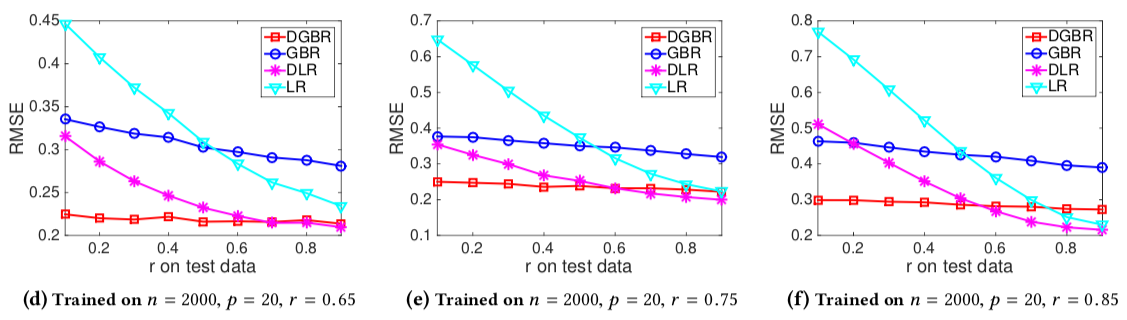 0.45
0.4
0.35
0.3
0.25
0.2
RMSE
0.2
0.4
0.6
0.8
r on test data
DGBR
GBR
DLR
LR
(d) Trained on n = 2000, p = 20, r = 0.65
0.7
0.6
0.5
0.4
0.3
0.2
0.1
RMSE
0.2
0.4
0.6
0.8
r on test data
DGBR
GBR
DLR
LR
(e) Trained on n = 2000, p = 20, r = 0.75
0.8
0.7
0.6
0.5
0.4
0.3
0.2
RMSE
0.2
0.4
0.6
0.8
r on test data
DGBR
GBR
DLR
LR
(f) Trained on n = 2000, p = 20, r = 0.85